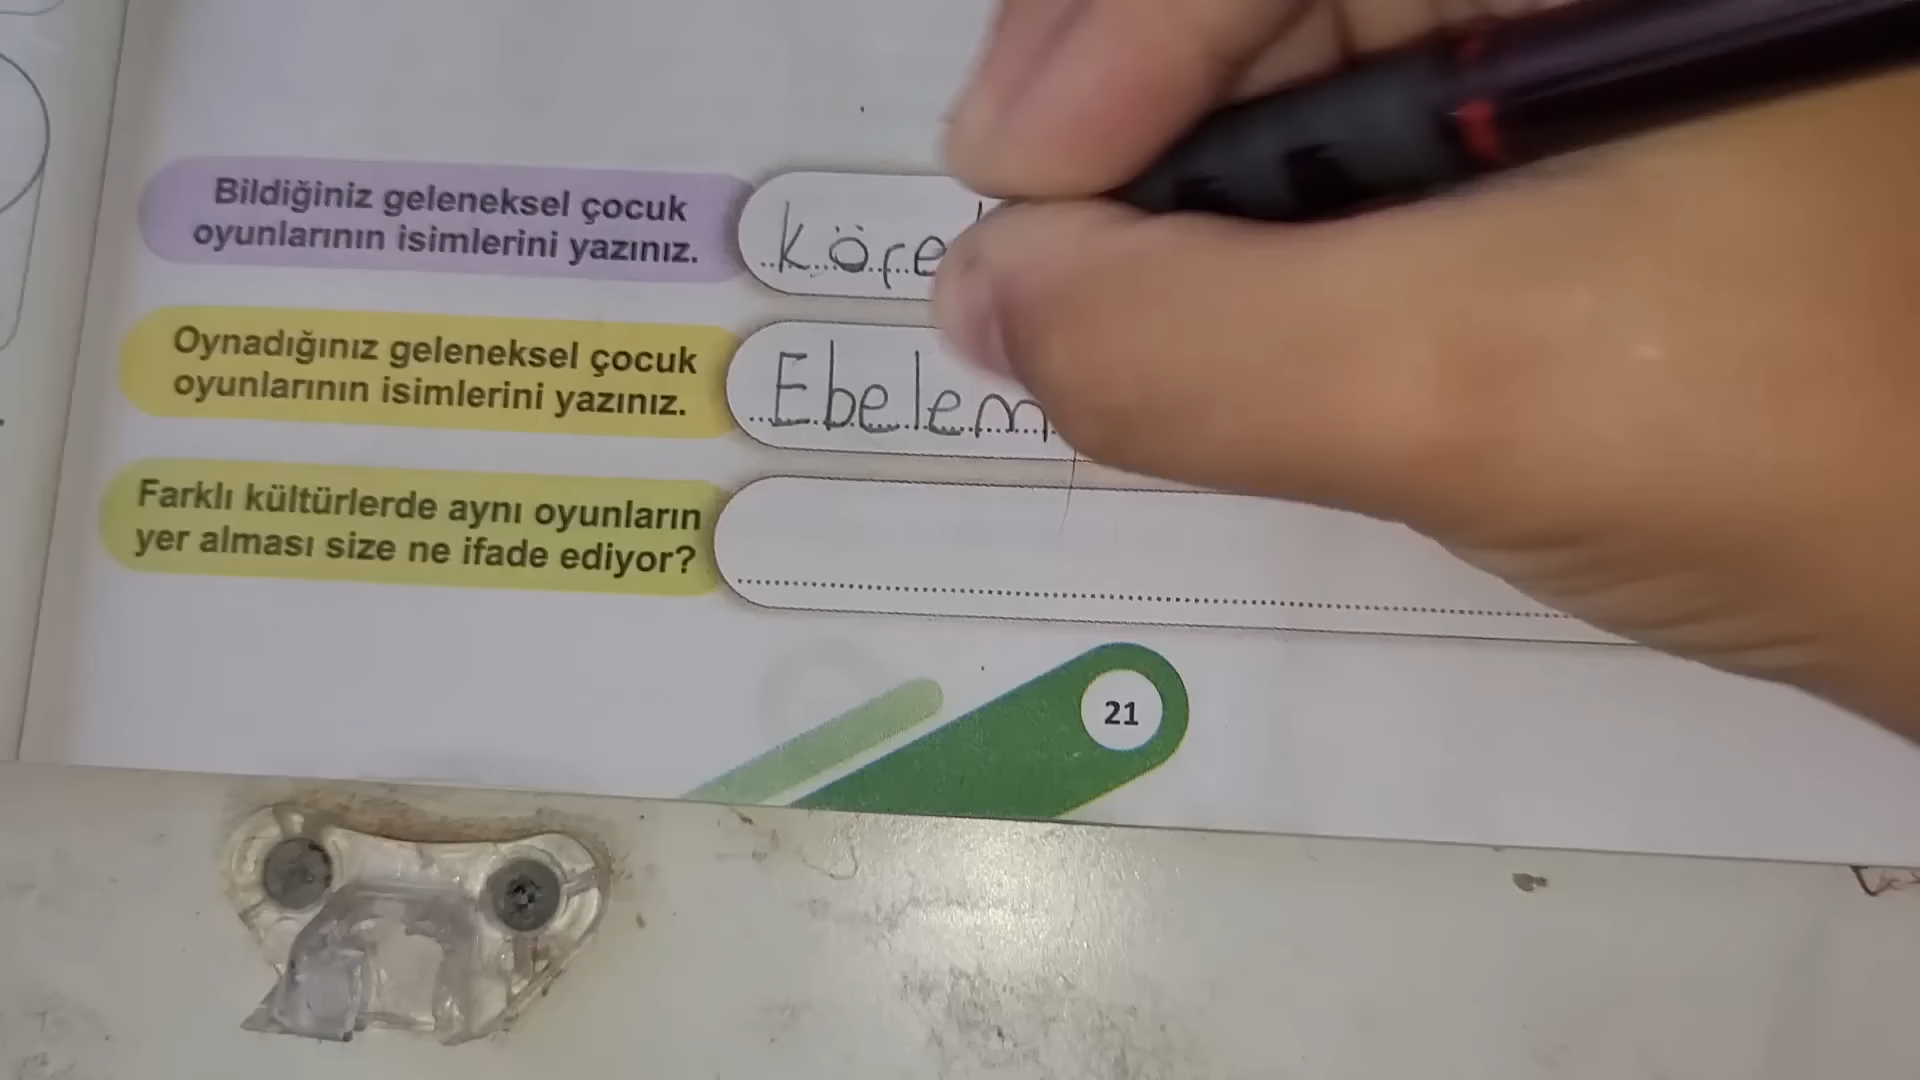 Bildiğiniz geleneksel çocuk
oyunlarının isimlerini yazınız.
Köre
Oynadığınız geleneksel çocuk
oyunlarının isimlerini yazınız.
Ebelem
Farklı kültürlerde aynı oyunların
yer alması size ne ifade ediyor?
21